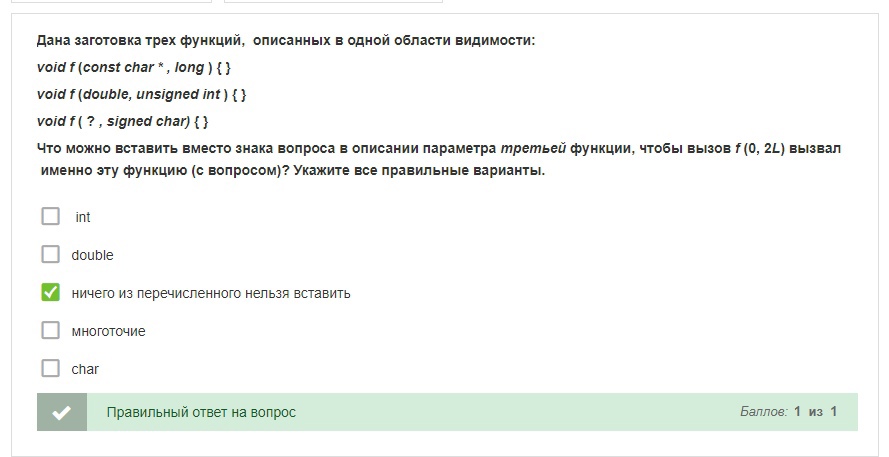 Дана заготовка трех функций, описанных в одной области видимости:
void f (const char * , long ) { }
void f (double, unsigned int ) { }
void f ( ? , signed char) { }
Что можно вставить вместо знака вопроса в описании параметра третьей функции, чтобы вызов f (0, 2L) вызвал
именно эту функцию (с вопросом)? Укажите все правильные варианты.
int
double
ничего из перечисленного нельзя вставить
многоточие
char
Правильный ответ на вопрос Баллов: 1 из 1